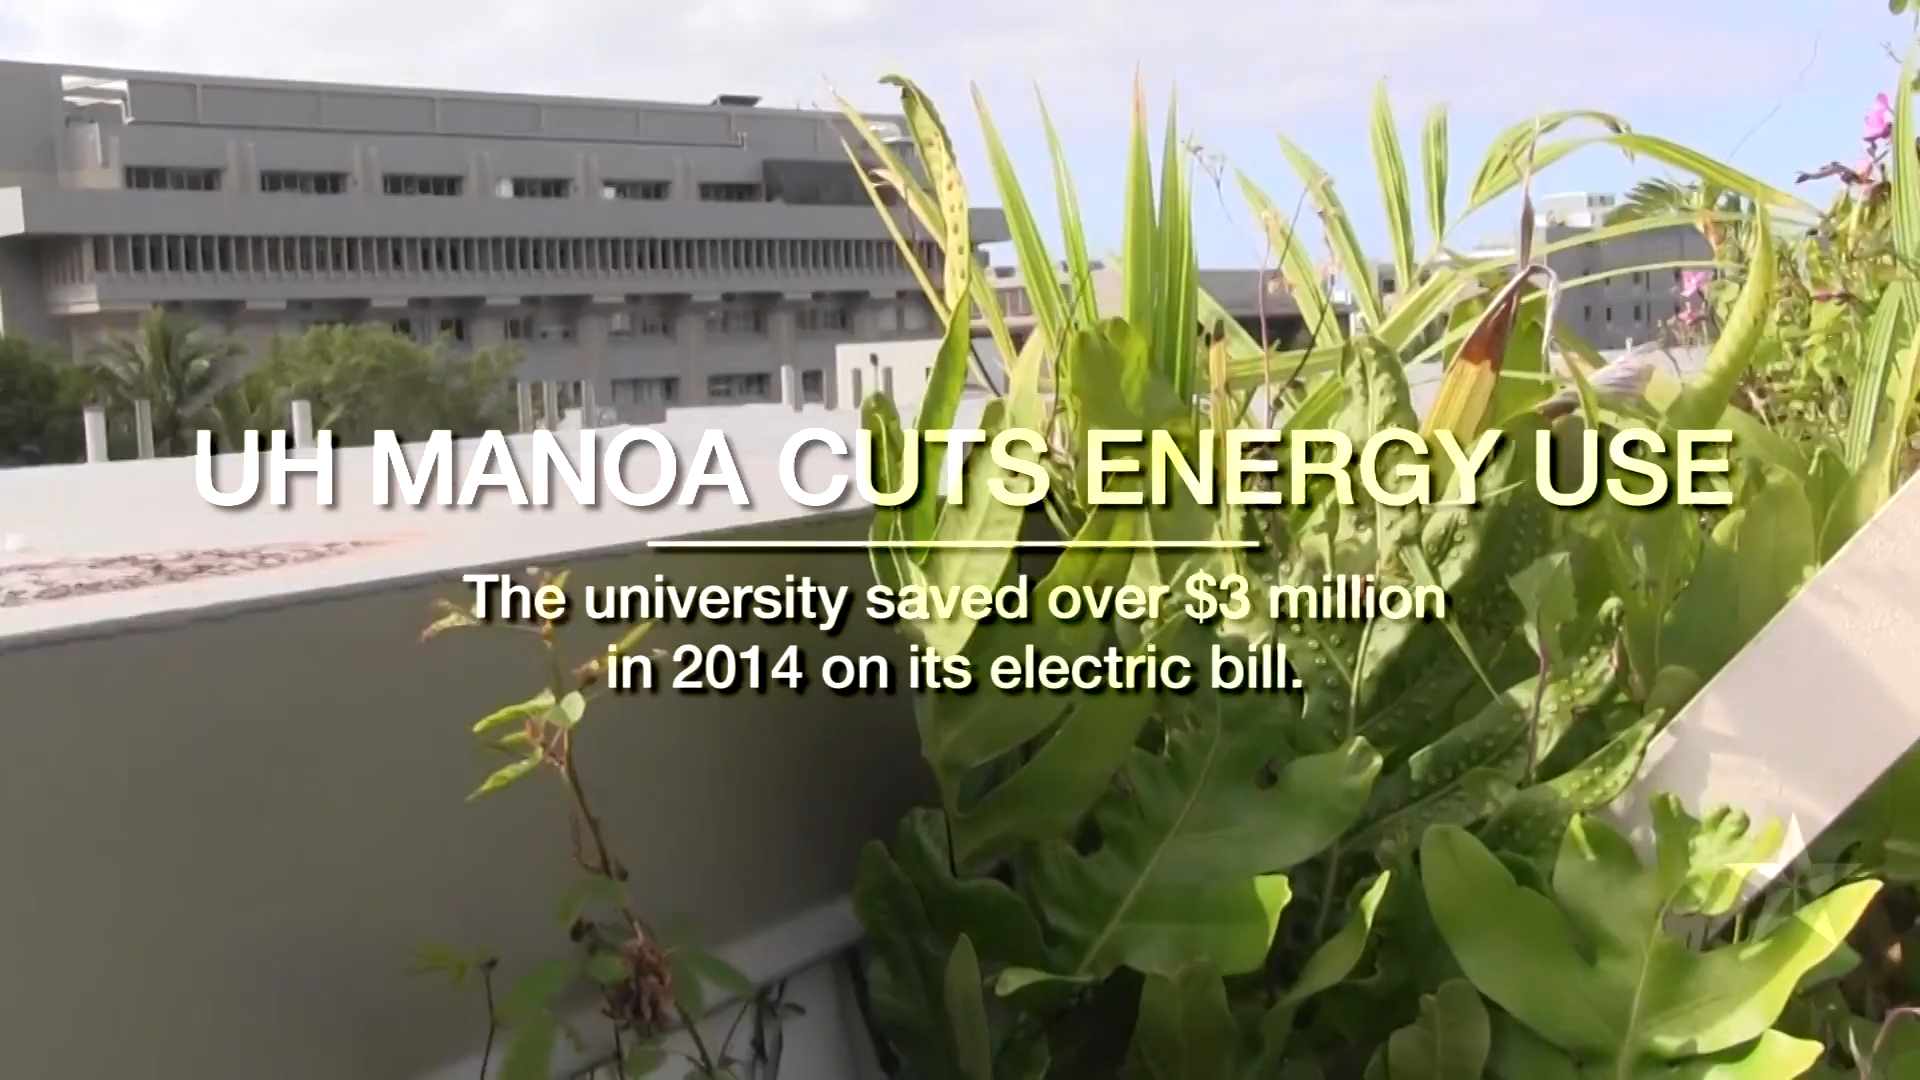 UH MANOA CUTS ENERGY USE
The university saved over $3 million
in 2014 on its electric bill.